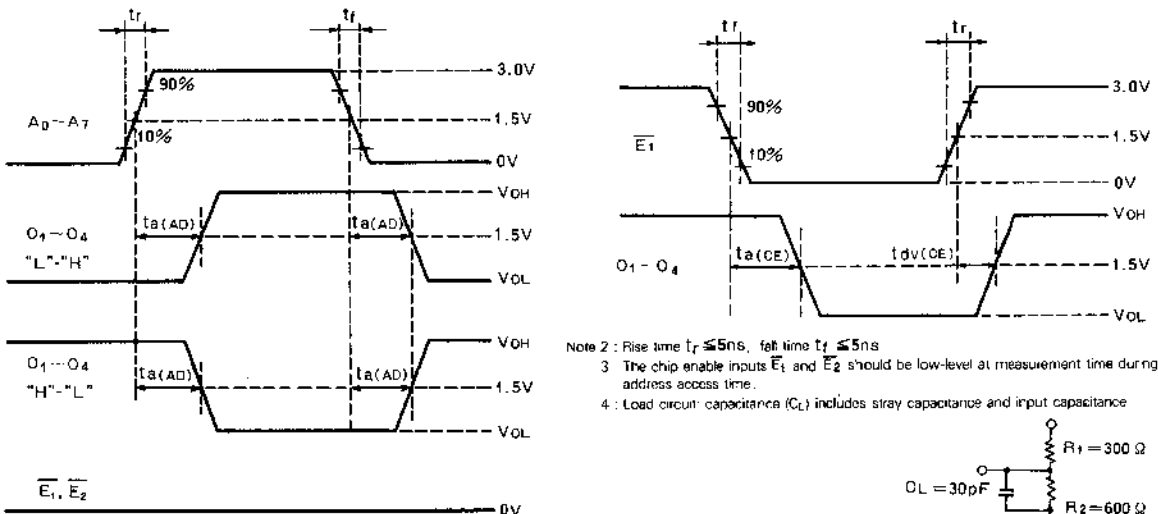 tr
tf
3.0V
90%
A0~A7
1.5V
10%
0V
VOH
O1~O4
ta(AD)
ta(AD)
1.5V
"L"-"H"
VOL
VOH
O1~O4
ta(AD)
ta(AD)
1.5V
"H"-"L"
VOL
E1, E2
0V
tr
tr
3.0V
90%
E1
1.5V
10%
0V
VOH
O1~O4
ta(CE)
tdv(CE)
1.5V
VOL
Note 2 : Rise time tr ≦5ns, fall time tf ≦5ns
3 The chip enable inputs E1 and E2 should be low-level at measurement time during
address access time.
4 : Load circuit capacitance (CL) includes stray capacitance and input capacitance
R1=300 Ω
CL=30pF
R2=600 Ω